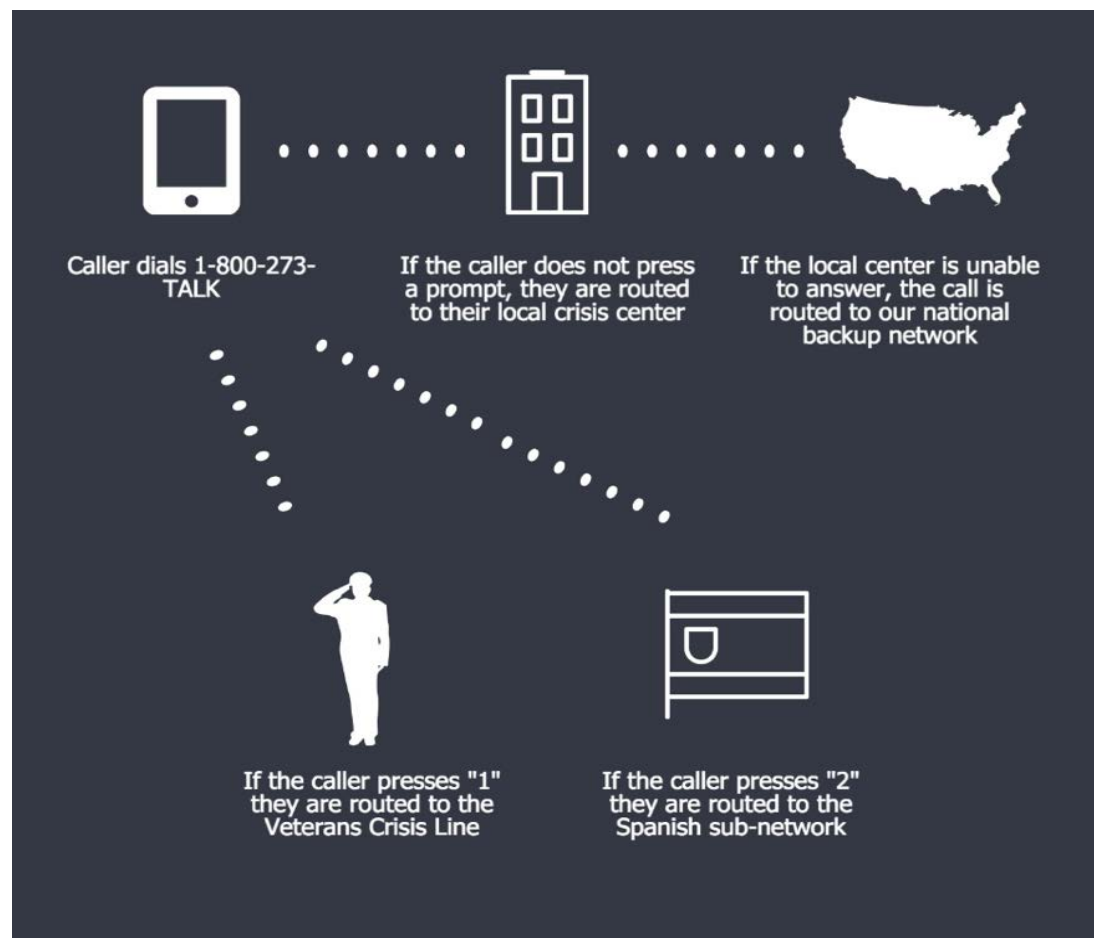 Caller dials 1-800-273-
TALK
If the caller does not press
a prompt, they are routed
to their local crisis center
If the local center is unable
to answer, the call is
routed to our national
backup network
If the caller presses "1"
they are routed to the
Veterans Crisis Line
If the caller presses "2"
they are routed to the
Spanish sub-network